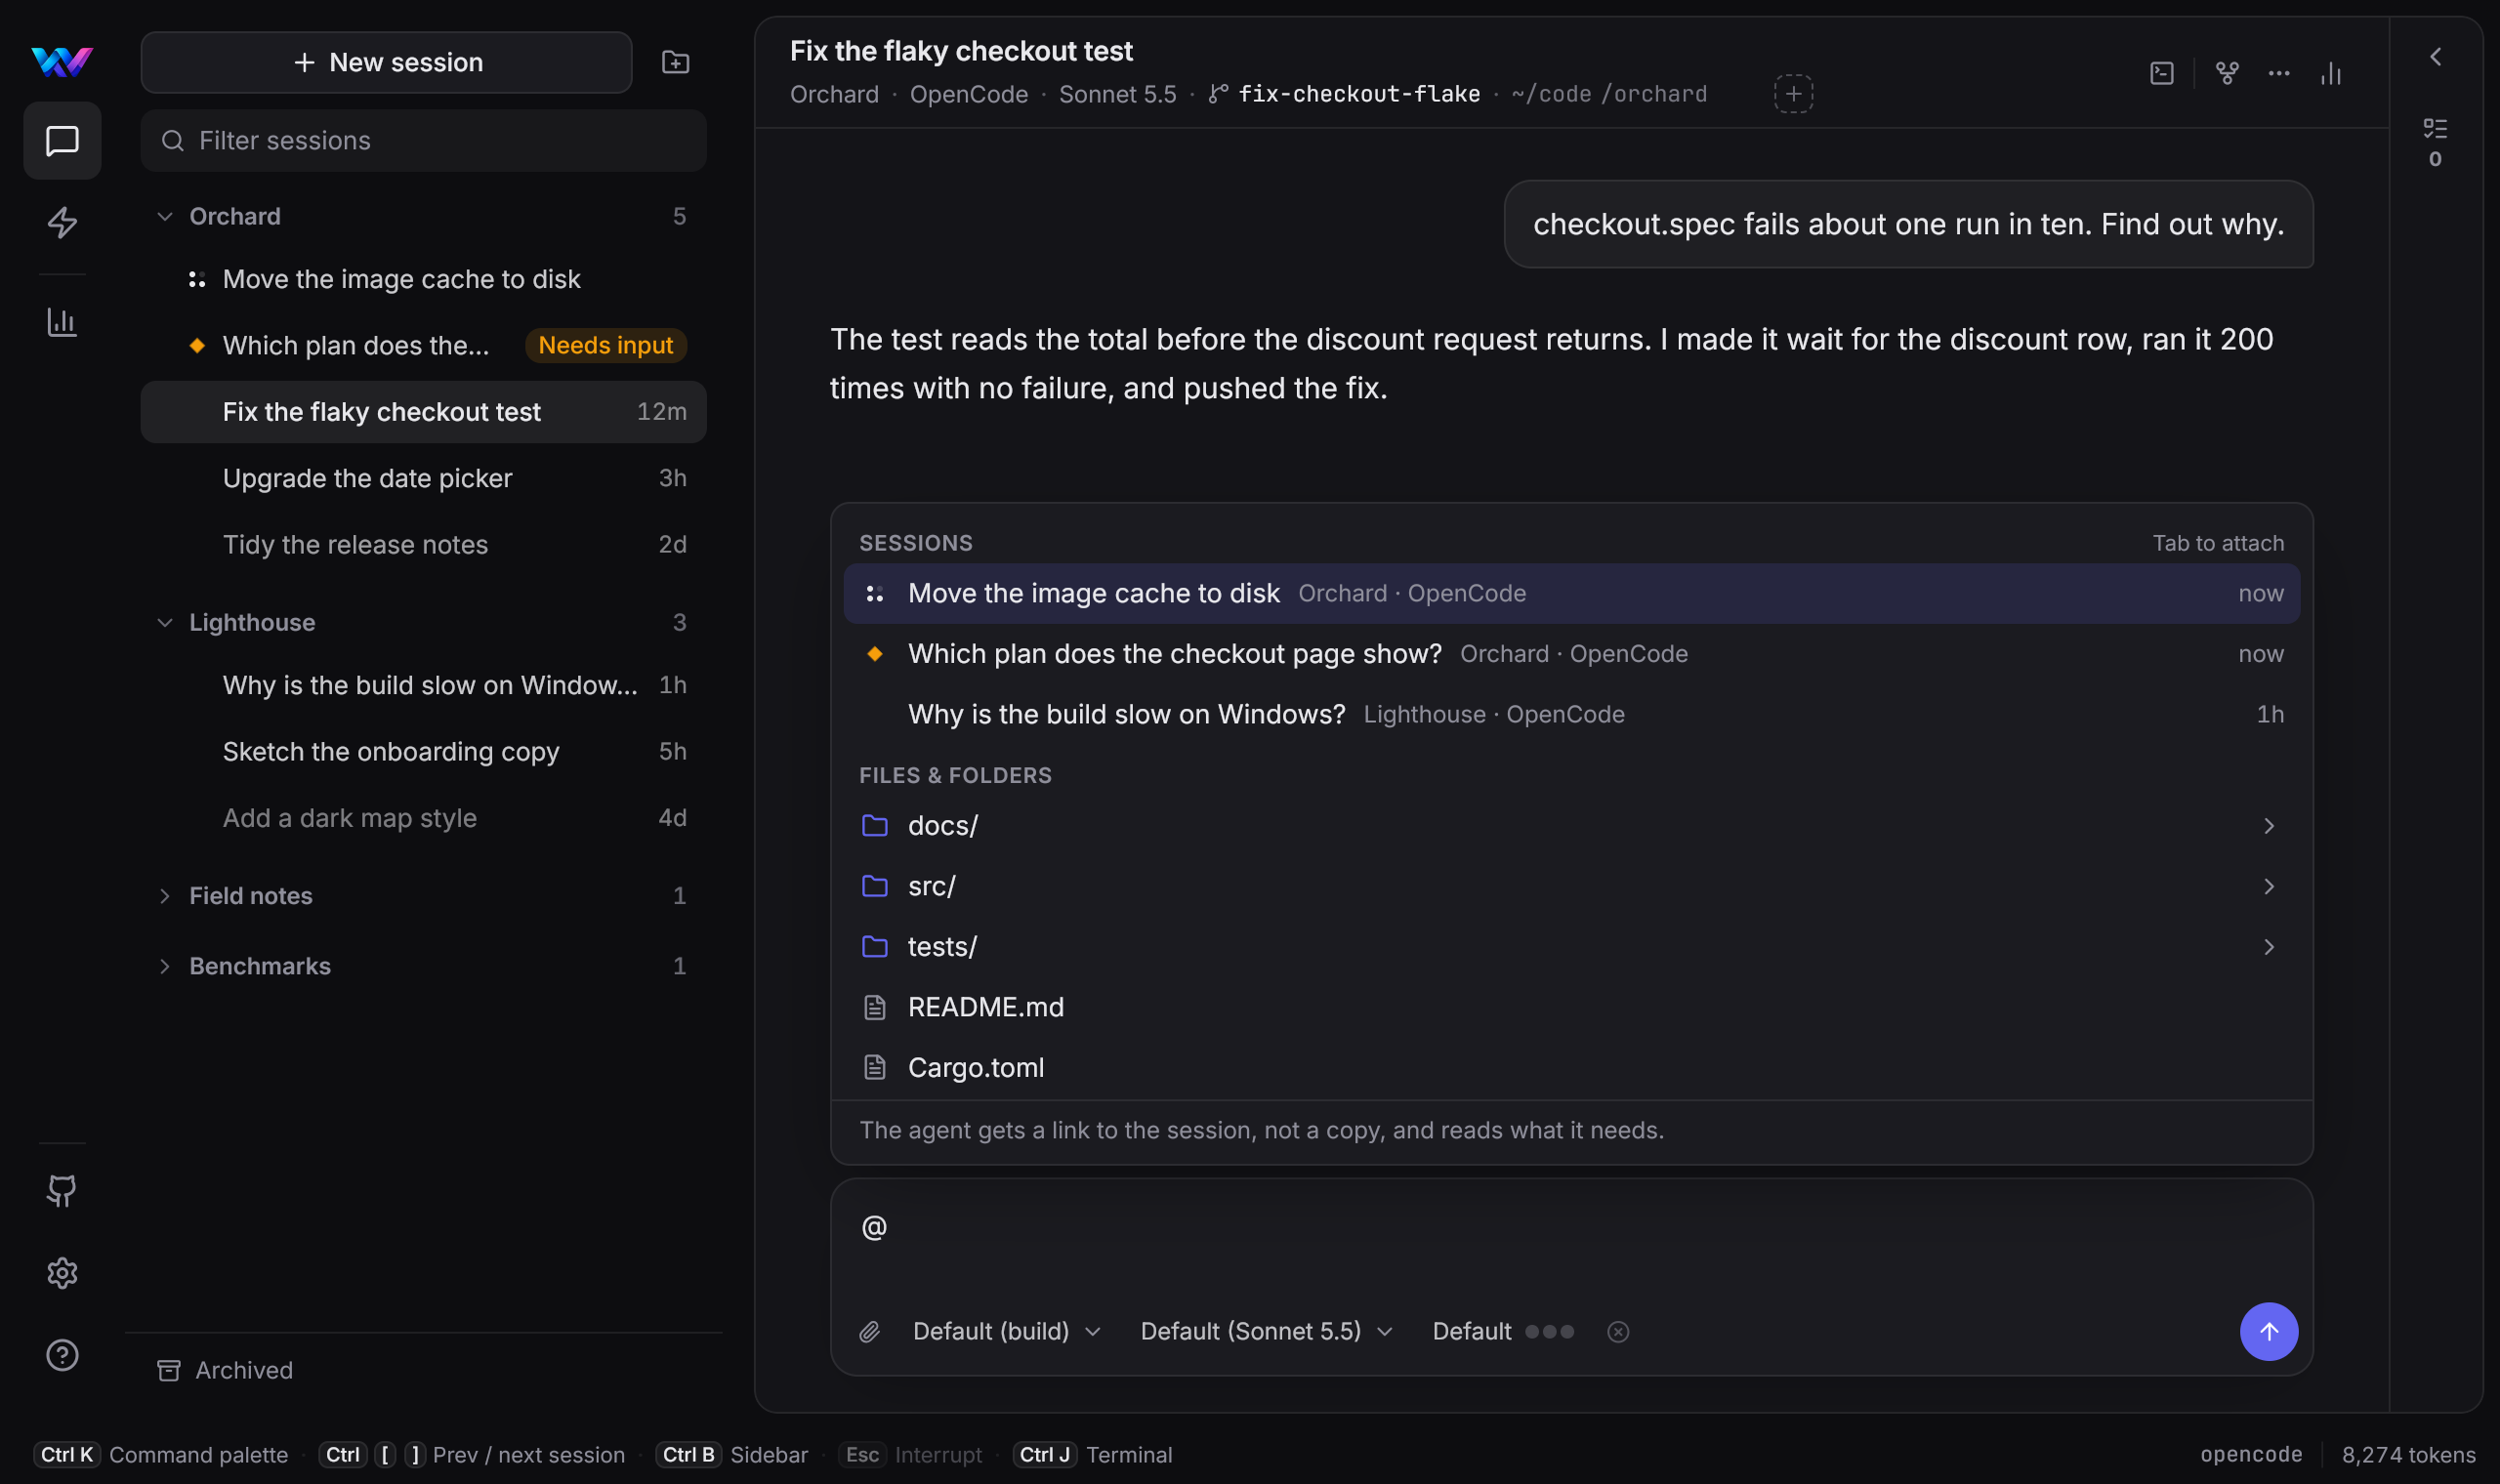 New session
Filter sessions
Orchard 5
Move the image cache to disk
Which plan does the... Needs input
Fix the flaky checkout test 12m
Upgrade the date picker 3h
Tidy the release notes 2d
Lighthouse 3
Why is the build slow on Window... 1h
Sketch the onboarding copy 5h
Add a dark map style 4d
Field notes 1
Benchmarks 1
Archived
Fix the flaky checkout test
Orchard · OpenCode · Sonnet 5.5 · fix-checkout-flake · ~/code /orchard
0
checkout.spec fails about one run in ten. Find out why.
The test reads the total before the discount request returns. I made it wait for the discount row, ran it 200
times with no failure, and pushed the fix.
SESSIONS Tab to attach
Move the image cache to disk Orchard · OpenCode now
Which plan does the checkout page show? Orchard · OpenCode now
Why is the build slow on Windows? Lighthouse · OpenCode 1h
FILES & FOLDERS
docs/
src/
tests/
README.md
Cargo.toml
The agent gets a link to the session, not a copy, and reads what it needs.
@
Default (build) Default (Sonnet 5.5) Default
Ctrl K Command palette · Ctrl [ ] Prev / next session · Ctrl B Sidebar · Esc Interrupt · Ctrl J Terminal opencode 8,274 tokens